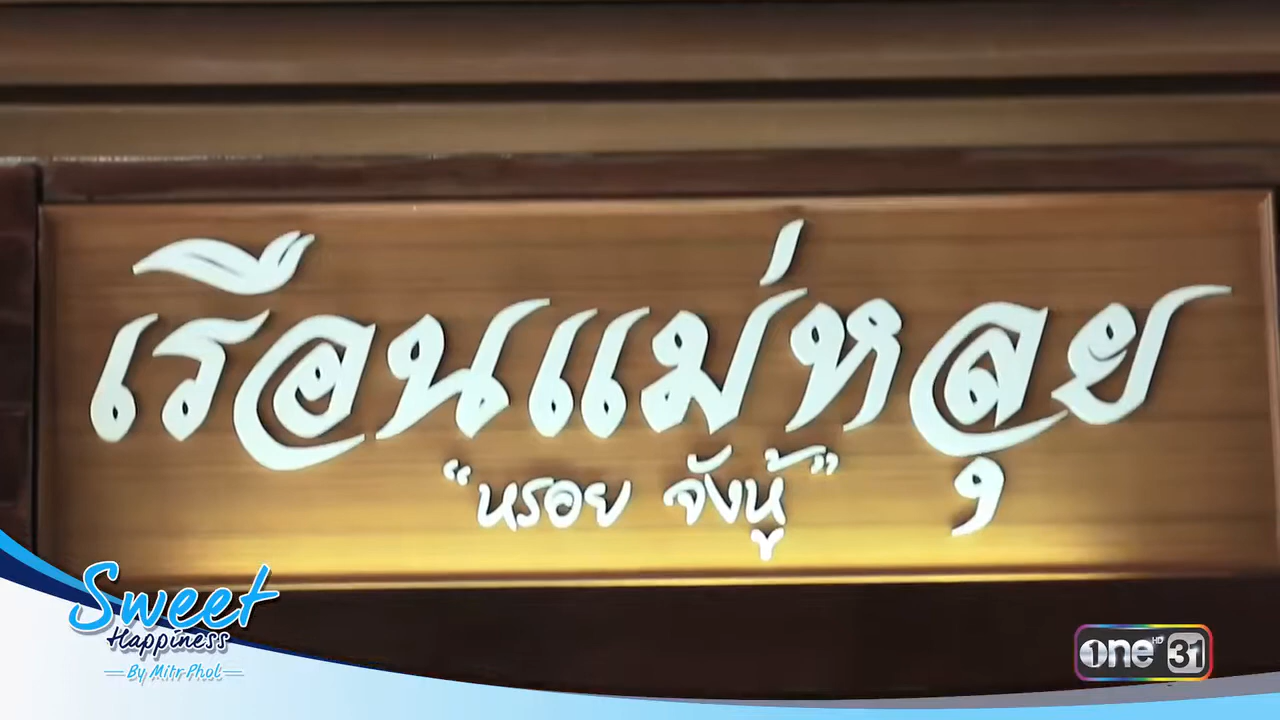 เรือนแม่หลุย
“หรอย จังหู้”
Sweet
Happiness
By Mitr Phol
one HD 31